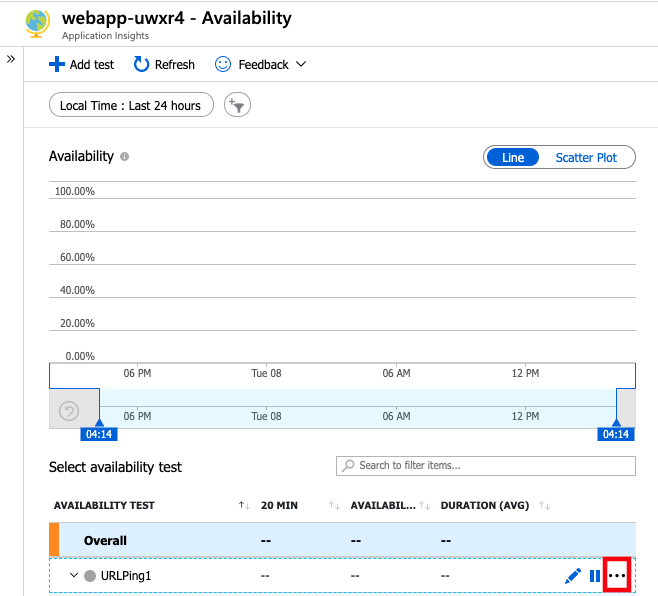 webapp-uwxr4 - Availability
Application Insights
Add test Refresh Feedback
Local Time : Last 24 hours
Availability
Line Scatter Plot
100.00%
80.00%
60.00%
40.00%
20.00%
0.00%
06 PM Tue 08 06 AM 12 PM
06 PM Tue 08 06 AM 12 PM
04:14 04:14
Select availability test
Search to filter items...
AVAILABILITY TEST 20 MIN AVAILABIL... DURATION (AVG)
Overall -- -- --
URLPing1 -- -- --